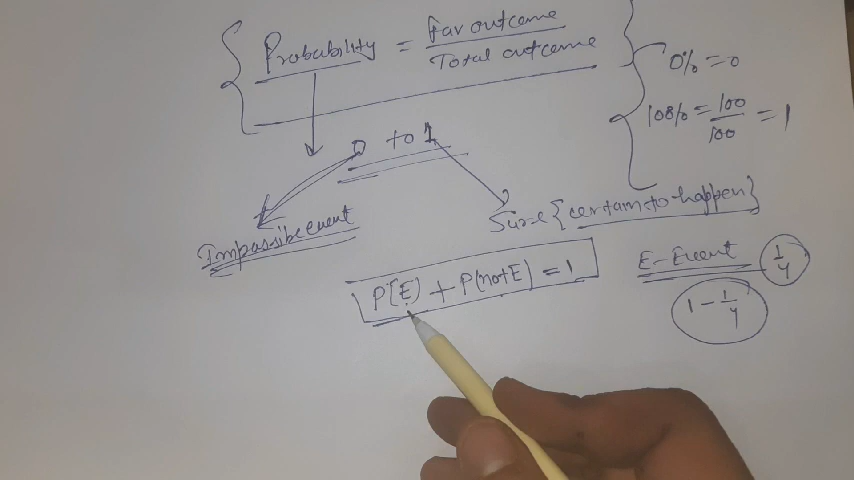 Probability = Fav outcome / Total outcome
0% = 0
100% = 100/100 = 1
0 to 1
Impossible event
Sure {certain to happen}
E - Event 1/4
P(E) + P(not E) = 1
1 - 1/4